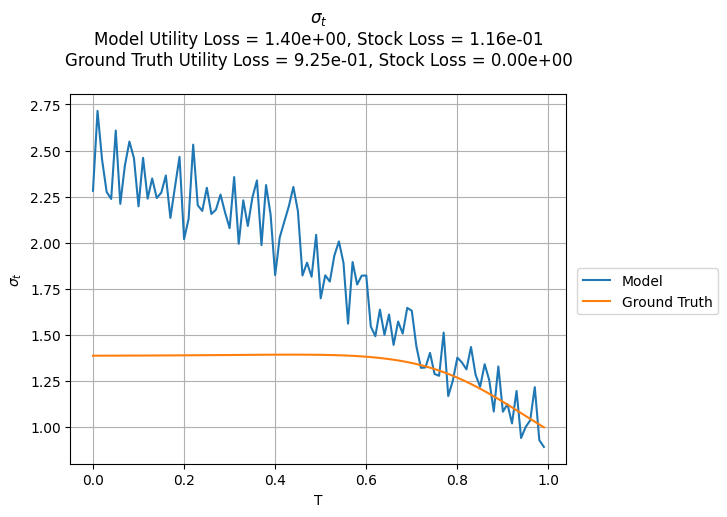 σt
Model Utility Loss = 1.40e+00, Stock Loss = 1.16e-01
Ground Truth Utility Loss = 9.25e-01, Stock Loss = 0.00e+00
2.75
2.50
2.25
2.00
1.75
1.50
1.25
1.00
σt
0.0 0.2 0.4 0.6 0.8 1.0
T
Model
Ground Truth